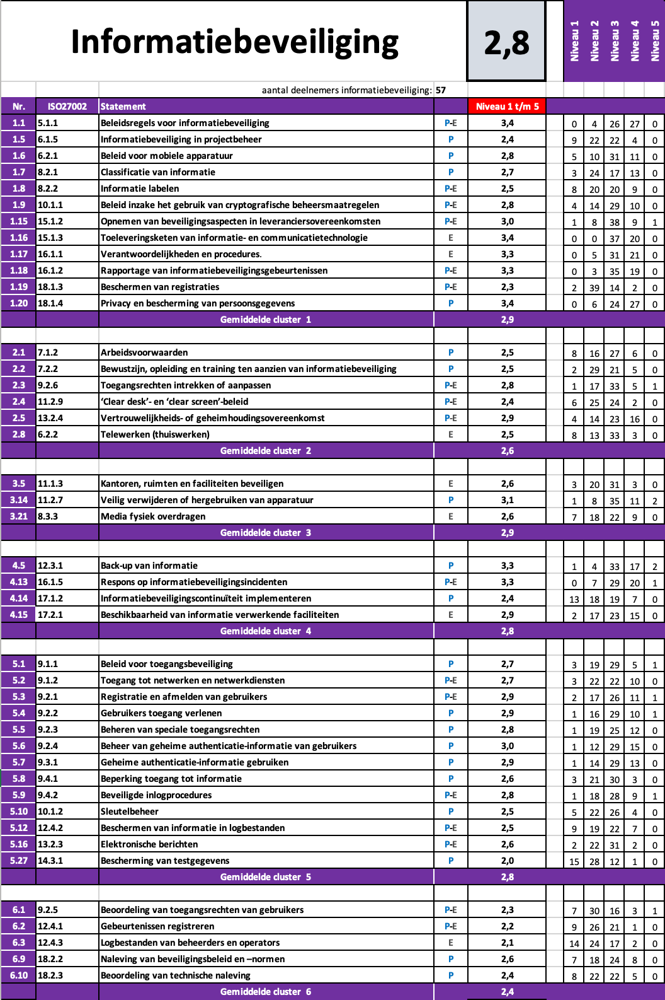 Informatiebeveiliging 2,8 Niveau 1 Niveau 2 Niveau 3 Niveau 4 Niveau 5
aantal deelnemers informatiebeveiliging: 57
Nr. ISO27002 Statement Niveau 1 t/m 5
1.1 5.1.1 Beleidsregels voor informatiebeveiliging P-E 3,4 0 4 26 27 0
1.5 6.1.5 Informatiebeveiliging in projectbeheer P 2,4 9 22 22 4 0
1.6 6.2.1 Beleid voor mobiele apparatuur P 2,8 5 10 31 11 0
1.7 8.2.1 Classificatie van informatie P 2,7 3 24 17 13 0
1.8 8.2.2 Informatie labelen P-E 2,5 8 20 20 9 0
1.9 10.1.1 Beleid inzake het gebruik van cryptografische beheersmaatregelen P-E 2,8 4 14 29 10 0
1.15 15.1.2 Opnemen van beveiligingsaspecten in leveranciersovereenkomsten P-E 3,0 1 8 38 9 1
1.16 15.1.3 Toeleveringsketen van informatie- en communicatietechnologie E 3,4 0 0 37 20 0
1.17 16.1.1 Verantwoordelijkheden en procedures. E 3,3 0 5 31 21 0
1.18 16.1.2 Rapportage van informatiebeveiligingsgebeurtenissen P-E 3,3 0 3 35 19 0
1.19 18.1.3 Beschermen van registraties P-E 2,3 2 39 14 2 0
1.20 18.1.4 Privacy en bescherming van persoonsgegevens P 3,4 0 6 24 27 0
Gemiddelde cluster 1 2,9
2.1 7.1.2 Arbeidsvoorwaarden P 2,5 8 16 27 6 0
2.2 7.2.2 Bewustzijn, opleiding en training ten aanzien van informatiebeveiliging P 2,5 2 29 21 5 0
2.3 9.2.6 Toegangsrechten intrekken of aanpassen P-E 2,8 1 17 33 5 1
2.4 11.2.9 ‘Clear desk’- en ‘clear screen’-beleid P-E 2,4 6 25 24 2 0
2.5 13.2.4 Vertrouwelijkheids- of geheimhoudingsovereenkomst P-E 2,9 4 14 23 16 0
2.8 6.2.2 Telewerken (thuiswerken) E 2,5 8 13 33 3 0
Gemiddelde cluster 2 2,6
3.5 11.1.3 Kantoren, ruimten en faciliteiten beveiligen E 2,6 3 20 31 3 0
3.14 11.2.7 Veilig verwijderen of hergebruiken van apparatuur P 3,1 1 8 35 11 2
3.21 8.3.3 Media fysiek overdragen E 2,6 7 18 22 9 0
Gemiddelde cluster 3 2,9
4.5 12.3.1 Back-up van informatie P 3,3 1 4 33 17 2
4.13 16.1.5 Respons op informatiebeveiligingsincidenten P-E 3,3 0 7 29 20 1
4.14 17.1.2 Informatiebeveiligingscontinuïteit implementeren P 2,4 13 18 19 7 0
4.15 17.2.1 Beschikbaarheid van informatie verwerkende faciliteiten E 2,9 2 17 23 15 0
Gemiddelde cluster 4 2,8
5.1 9.1.1 Beleid voor toegangsbeveiliging P 2,7 3 19 29 5 1
5.2 9.1.2 Toegang tot netwerken en netwerkdiensten P-E 2,7 3 22 22 10 0
5.3 9.2.1 Registratie en afmelden van gebruikers P-E 2,9 2 17 26 11 1
5.4 9.2.2 Gebruikers toegang verlenen P 2,9 1 16 29 10 1
5.5 9.2.3 Beheren van speciale toegangsrechten P 2,8 1 19 25 12 0
5.6 9.2.4 Beheer van geheime authenticatie-informatie van gebruikers P 3,0 1 12 29 15 0
5.7 9.3.1 Geheime authenticatie-informatie gebruiken P 2,9 1 14 29 13 0
5.8 9.4.1 Beperking toegang tot informatie P 2,6 3 21 30 3 0
5.9 9.4.2 Beveiligde inlogprocedures P-E 2,8 1 18 28 9 1
5.10 10.1.2 Sleutelbeheer P 2,5 5 22 26 4 0
5.12 12.4.2 Beschermen van informatie in logbestanden P-E 2,5 9 19 22 7 0
5.16 13.2.3 Elektronische berichten P-E 2,6 2 22 31 2 0
5.27 14.3.1 Bescherming van testgegevens P 2,0 15 28 12 1 0
Gemiddelde cluster 5 2,8
6.1 9.2.5 Beoordeling van toegangsrechten van gebruikers P-E 2,3 7 30 16 3 1
6.2 12.4.1 Gebeurtenissen registreren P-E 2,2 9 26 21 1 0
6.3 12.4.3 Logbestanden van beheerders en operators E 2,1 14 24 17 2 0
6.9 18.2.2 Naleving van beveiligingsbeleid en –normen P 2,6 7 18 24 8 0
6.10 18.2.3 Beoordeling van technische naleving P 2,4 8 22 22 5 0
Gemiddelde cluster 6 2,4